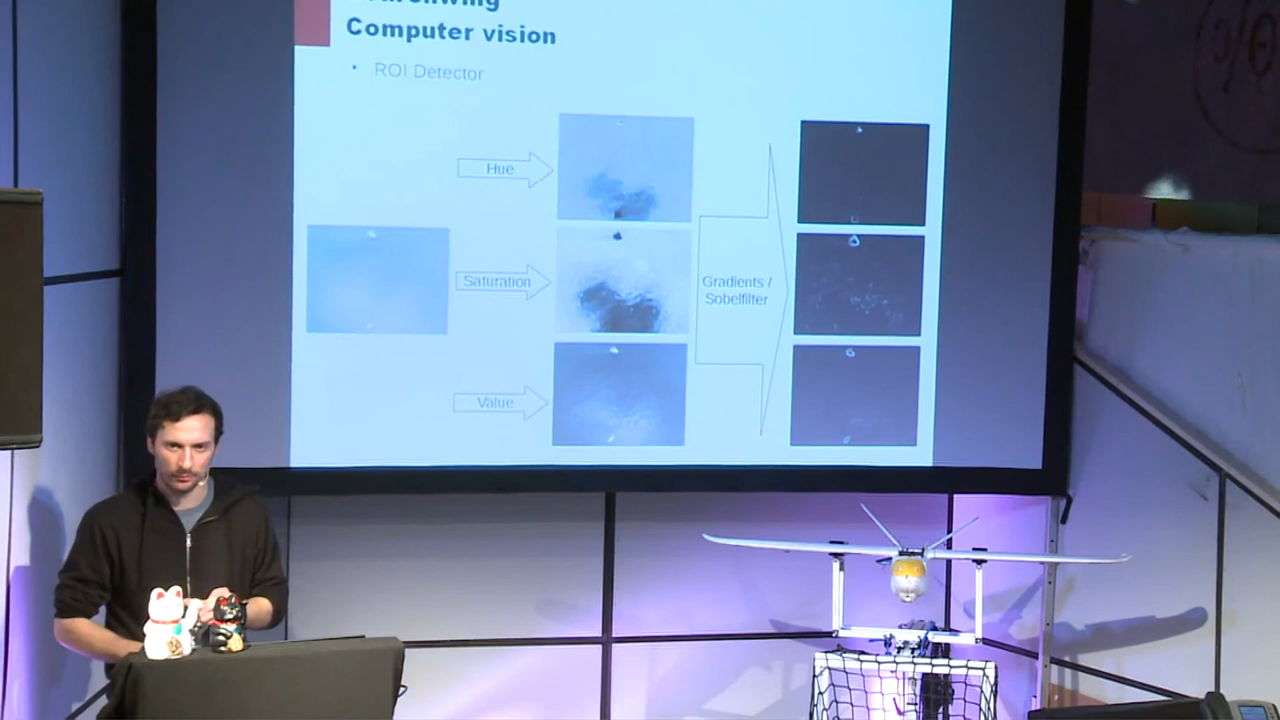 Computer vision
• ROI Detector
Hue
Saturation
Gradients /
Sobelfilter
Value